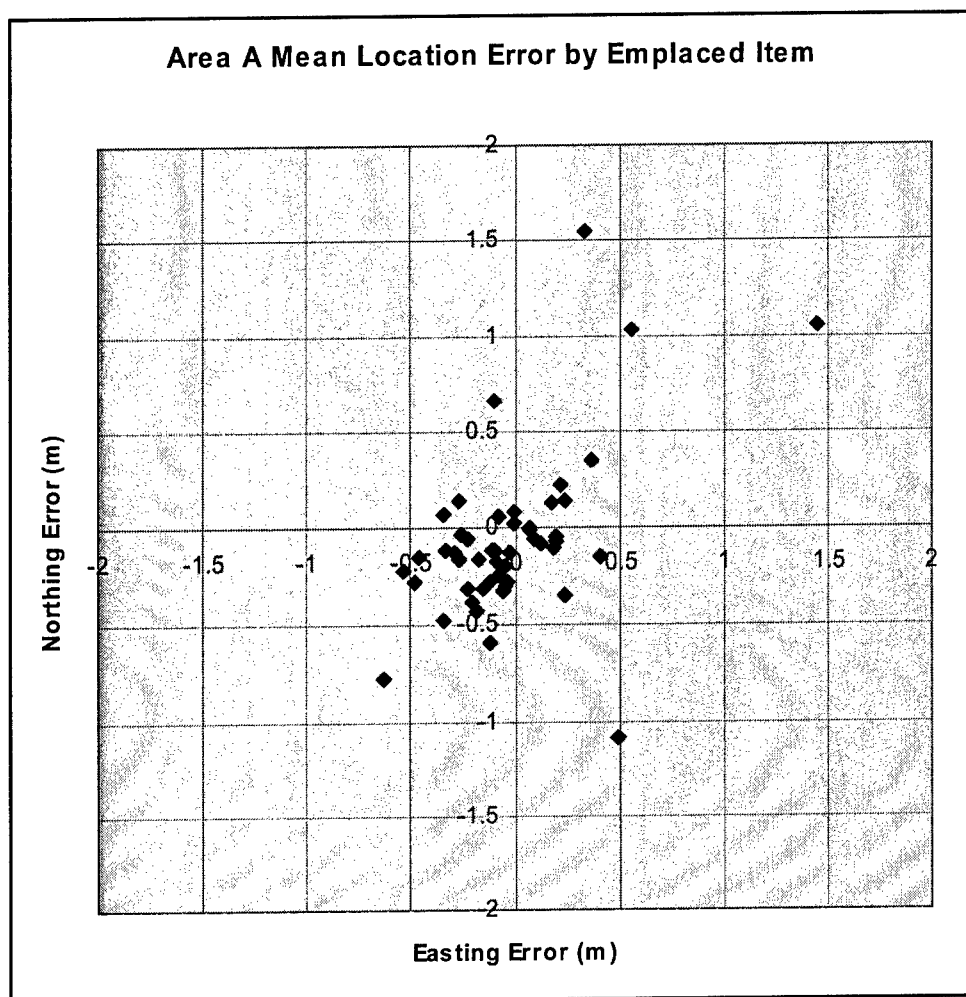 Area A Mean Location Error by Emplaced Item
2
1.5
1
0.5
0
-2 -1.5 -1 -0.5 0 0.5 1 1.5 2
-0.5
-1
-1.5
-2
Northing Error (m)
Easting Error (m)